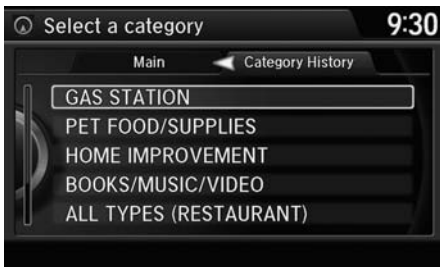 Select a category 9:30
Main Category History
GAS STATION
PET FOOD/SUPPLIES
HOME IMPROVEMENT
BOOKS/MUSIC/VIDEO
ALL TYPES (RESTAURANT)